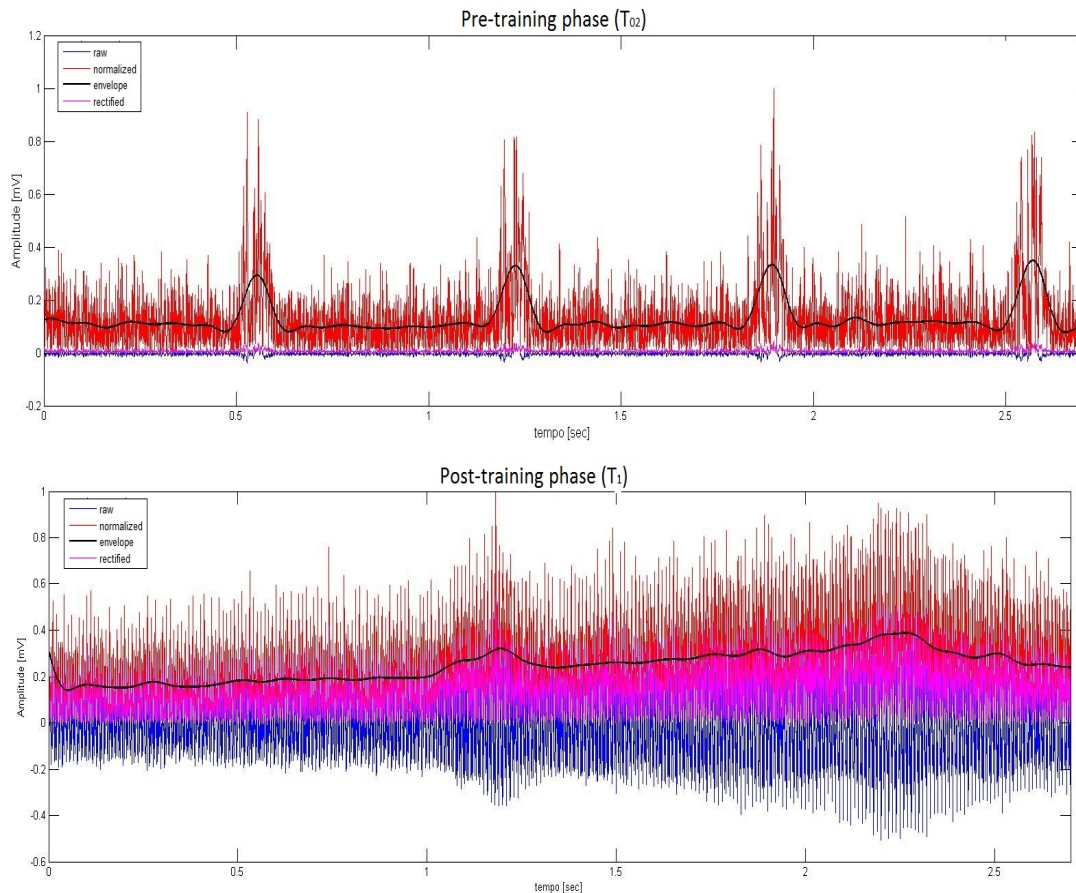 Pre-training phase (T02)
1.2
1
0.8
0.6
0.4
0.2
0
-0.2
Amplitude [mV]
raw
normalized
envelope
rectified
0
0.5
1
1.5
2
2.5
tempo [sec]
Post-training phase (T1)
1
0.8
0.6
0.4
0.2
0
-0.2
-0.4
-0.6
Amplitude [mV]
raw
normalized
envelope
rectified
0
0.5
1
1.5
2
2.5
tempo [sec]